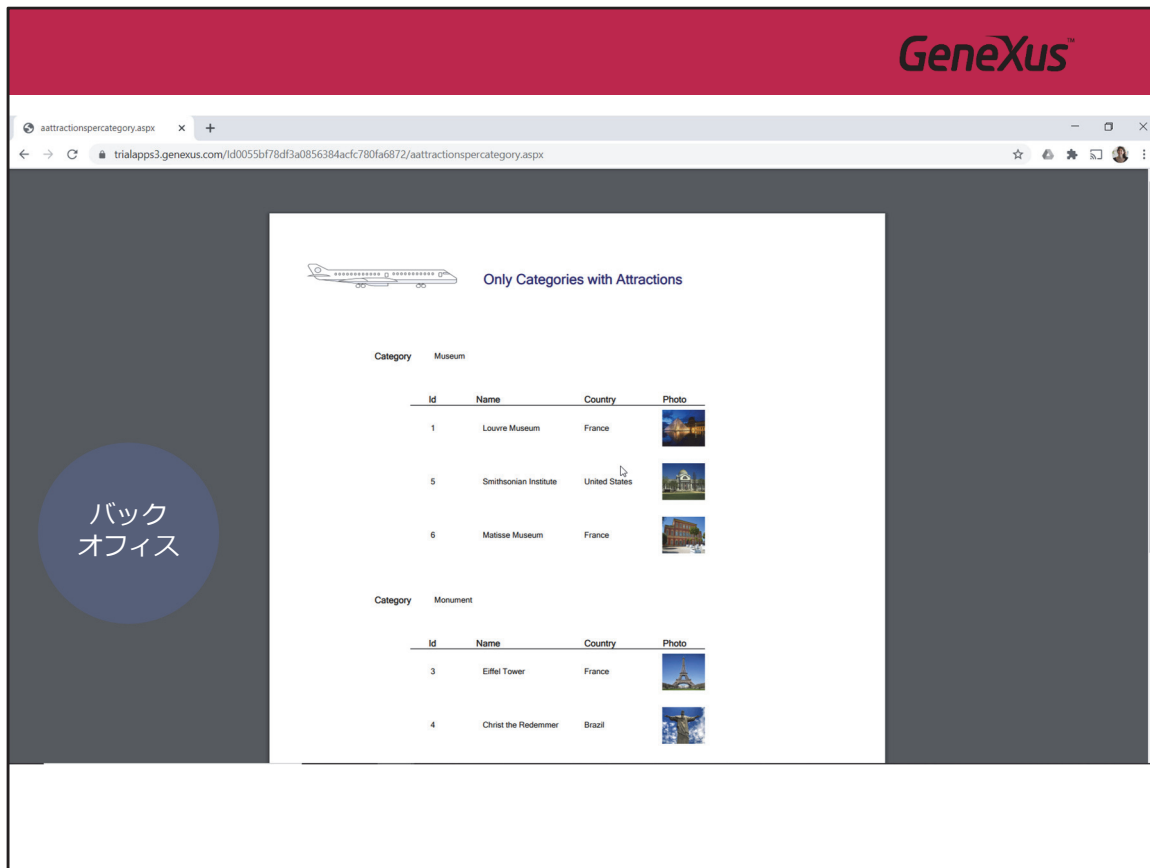 GeneXus™
aattractionspercategory.aspx
trialapps3.genexus.com/Id0055bf78df3a0856384acfc780fa6872/aattractionspercategory.aspx
Only Categories with Attractions
Category Museum
Id Name Country Photo
1 Louvre Museum France
5 Smithsonian Institute United States
6 Matisse Museum France
Category Monument
Id Name Country Photo
3 Eiffel Tower France
4 Christ the Redemmer Brazil
バック
オフィス